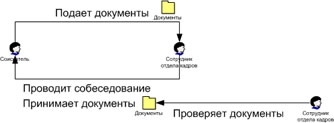 Подает документы
Документы
Соискатель
Сотрудник
отдела кадров
Проводит собеседование
Принимает документы
Документы
Проверяет документы
Сотрудник
отдела кадров